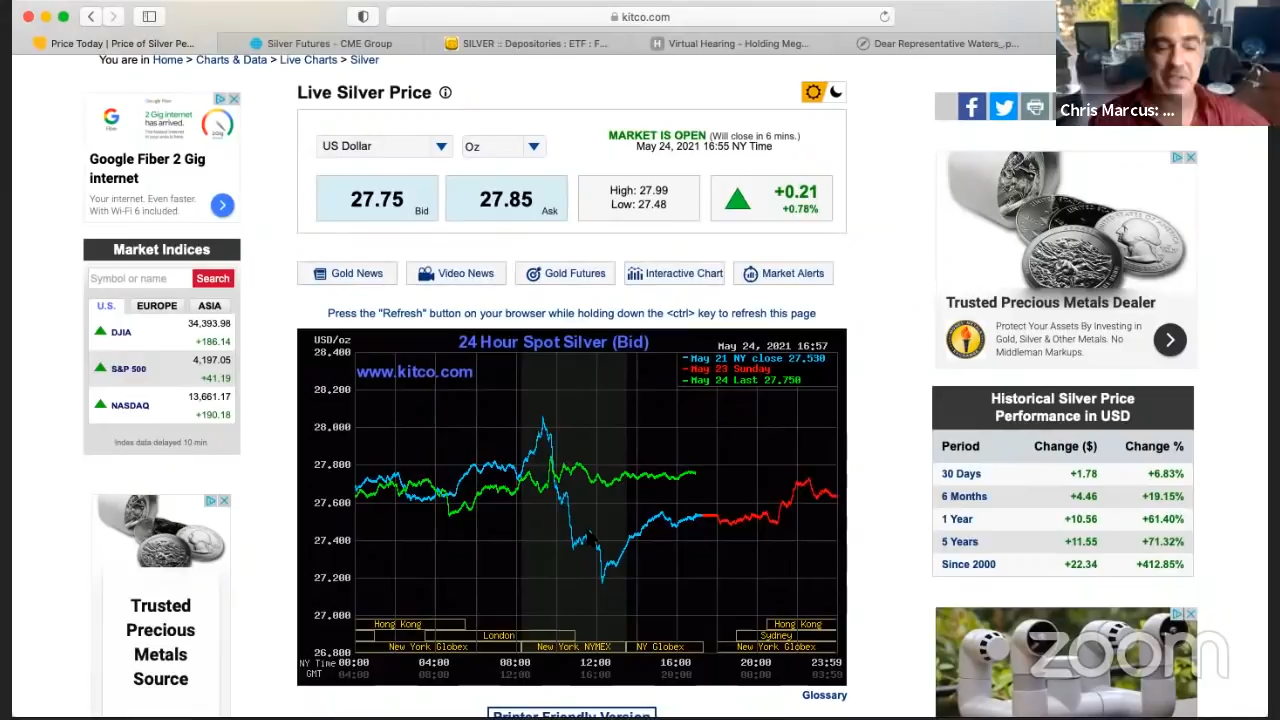 kitco.com
Price Today | Price of Silver Pe...
Silver Futures - CME Group
SILVER :: Depositories : ETF : F...
Virtual Hearing - Holding Meg...
Dear Representative Waters_.p...
You are in Home > Charts & Data > Live Charts > Silver
Chris Marcus: ...
Google Fiber
2 Gig internet has arrived.
Google Fiber 2 Gig
internet
Your internet. Even faster.
With Wi-Fi 6 included.
Market Indices
Symbol or name
Search
U.S.
EUROPE
ASIA
DJIA
34,393.98
+186.14
S&P 500
4,197.05
+41.19
NASDAQ
13,661.17
+190.18
Index data delayed 10 min
Trusted
Precious
Metals
Source
Live Silver Price
US Dollar
Oz
MARKET IS OPEN (Will close in 6 mins.)
May 24, 2021 16:55 NY Time
27.75 Bid
27.85 Ask
High: 27.99
Low: 27.48
+0.21
+0.78%
Gold News
Video News
Gold Futures
Interactive Chart
Market Alerts
Press the "Refresh" button on your browser while holding down the <ctrl> key to refresh this page
USD/oz
24 Hour Spot Silver (Bid)
May 24, 2021 16:57
www.kitco.com
May 21 NY close 27.530
May 23 Sunday
May 24 Last 27.750
28,400
28,200
28,000
27,800
27,600
27,400
27,200
27,000
26,800
Hong Kong
Hong Kong
London
Sydney
New York Globex
New York NYMEX
NY Globex
New York Globex
NY Time 00:00 04:00 08:00 12:00 16:00 20:00 23:59
GMT 04:00 08:00 12:00 16:00 20:00 00:00 03:59
Glossary
Printer Friendly Version
Trusted Precious Metals Dealer
Protect Your Assets By Investing in
Gold, Silver & Other Metals. No
Middleman Markups.
Historical Silver Price
Performance in USD
Period Change ($) Change %
30 Days +1.78 +6.83%
6 Months +4.46 +19.15%
1 Year +10.56 +61.40%
5 Years +11.55 +71.32%
Since 2000 +22.34 +412.85%
zoom